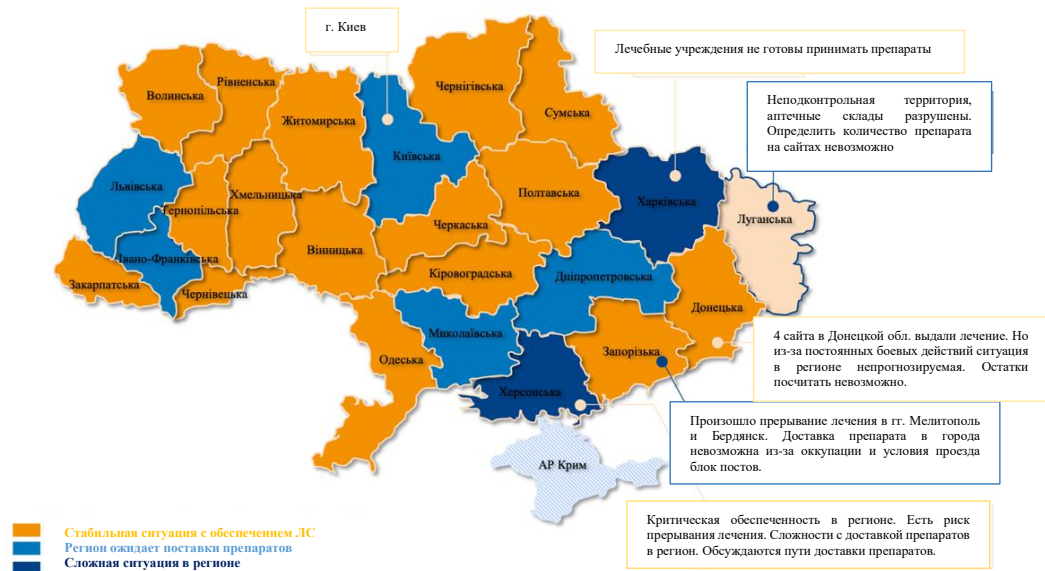 г. Киев
Лечебные учреждения не готовы принимать препараты
Неподконтрольная территория,
аптечные склады разрушены.
Определить количество препарата
на сайтах невозможно
Волинська
Рівненська
Житомирська
Чернігівська
Сумська
Київська
Львівська
Тернопільська
Хмельницька
Полтавська
Харківська
Луганська
Черкаська
Вінницька
Івано-Франківська
Закарпатська
Чернівецька
Кіровоградська
Дніпропетровська
Донецька
Миколаївська
Одеська
Запорізька
Херсонська
АР Крим
4 сайта в Донецкой обл. выдали лечение. Но
из-за постоянных боевых действий ситуация
в регионе непрогнозируемая. Остатки
посчитать невозможно.
Произошло прерывание лечения в гг. Мелитополь
и Бердянск. Доставка препарата в города
невозможна из-за оккупации и условия проезда
блок постов.
Критическая обеспеченность в регионе. Есть риск
прерывания лечения. Сложности с доставкой препаратов
в регион. Обсуждаются пути доставки препаратов.
Стабильная ситуация с обеспечением ЛС
Регион ожидает поставки препаратов
Сложная ситуация в регионе